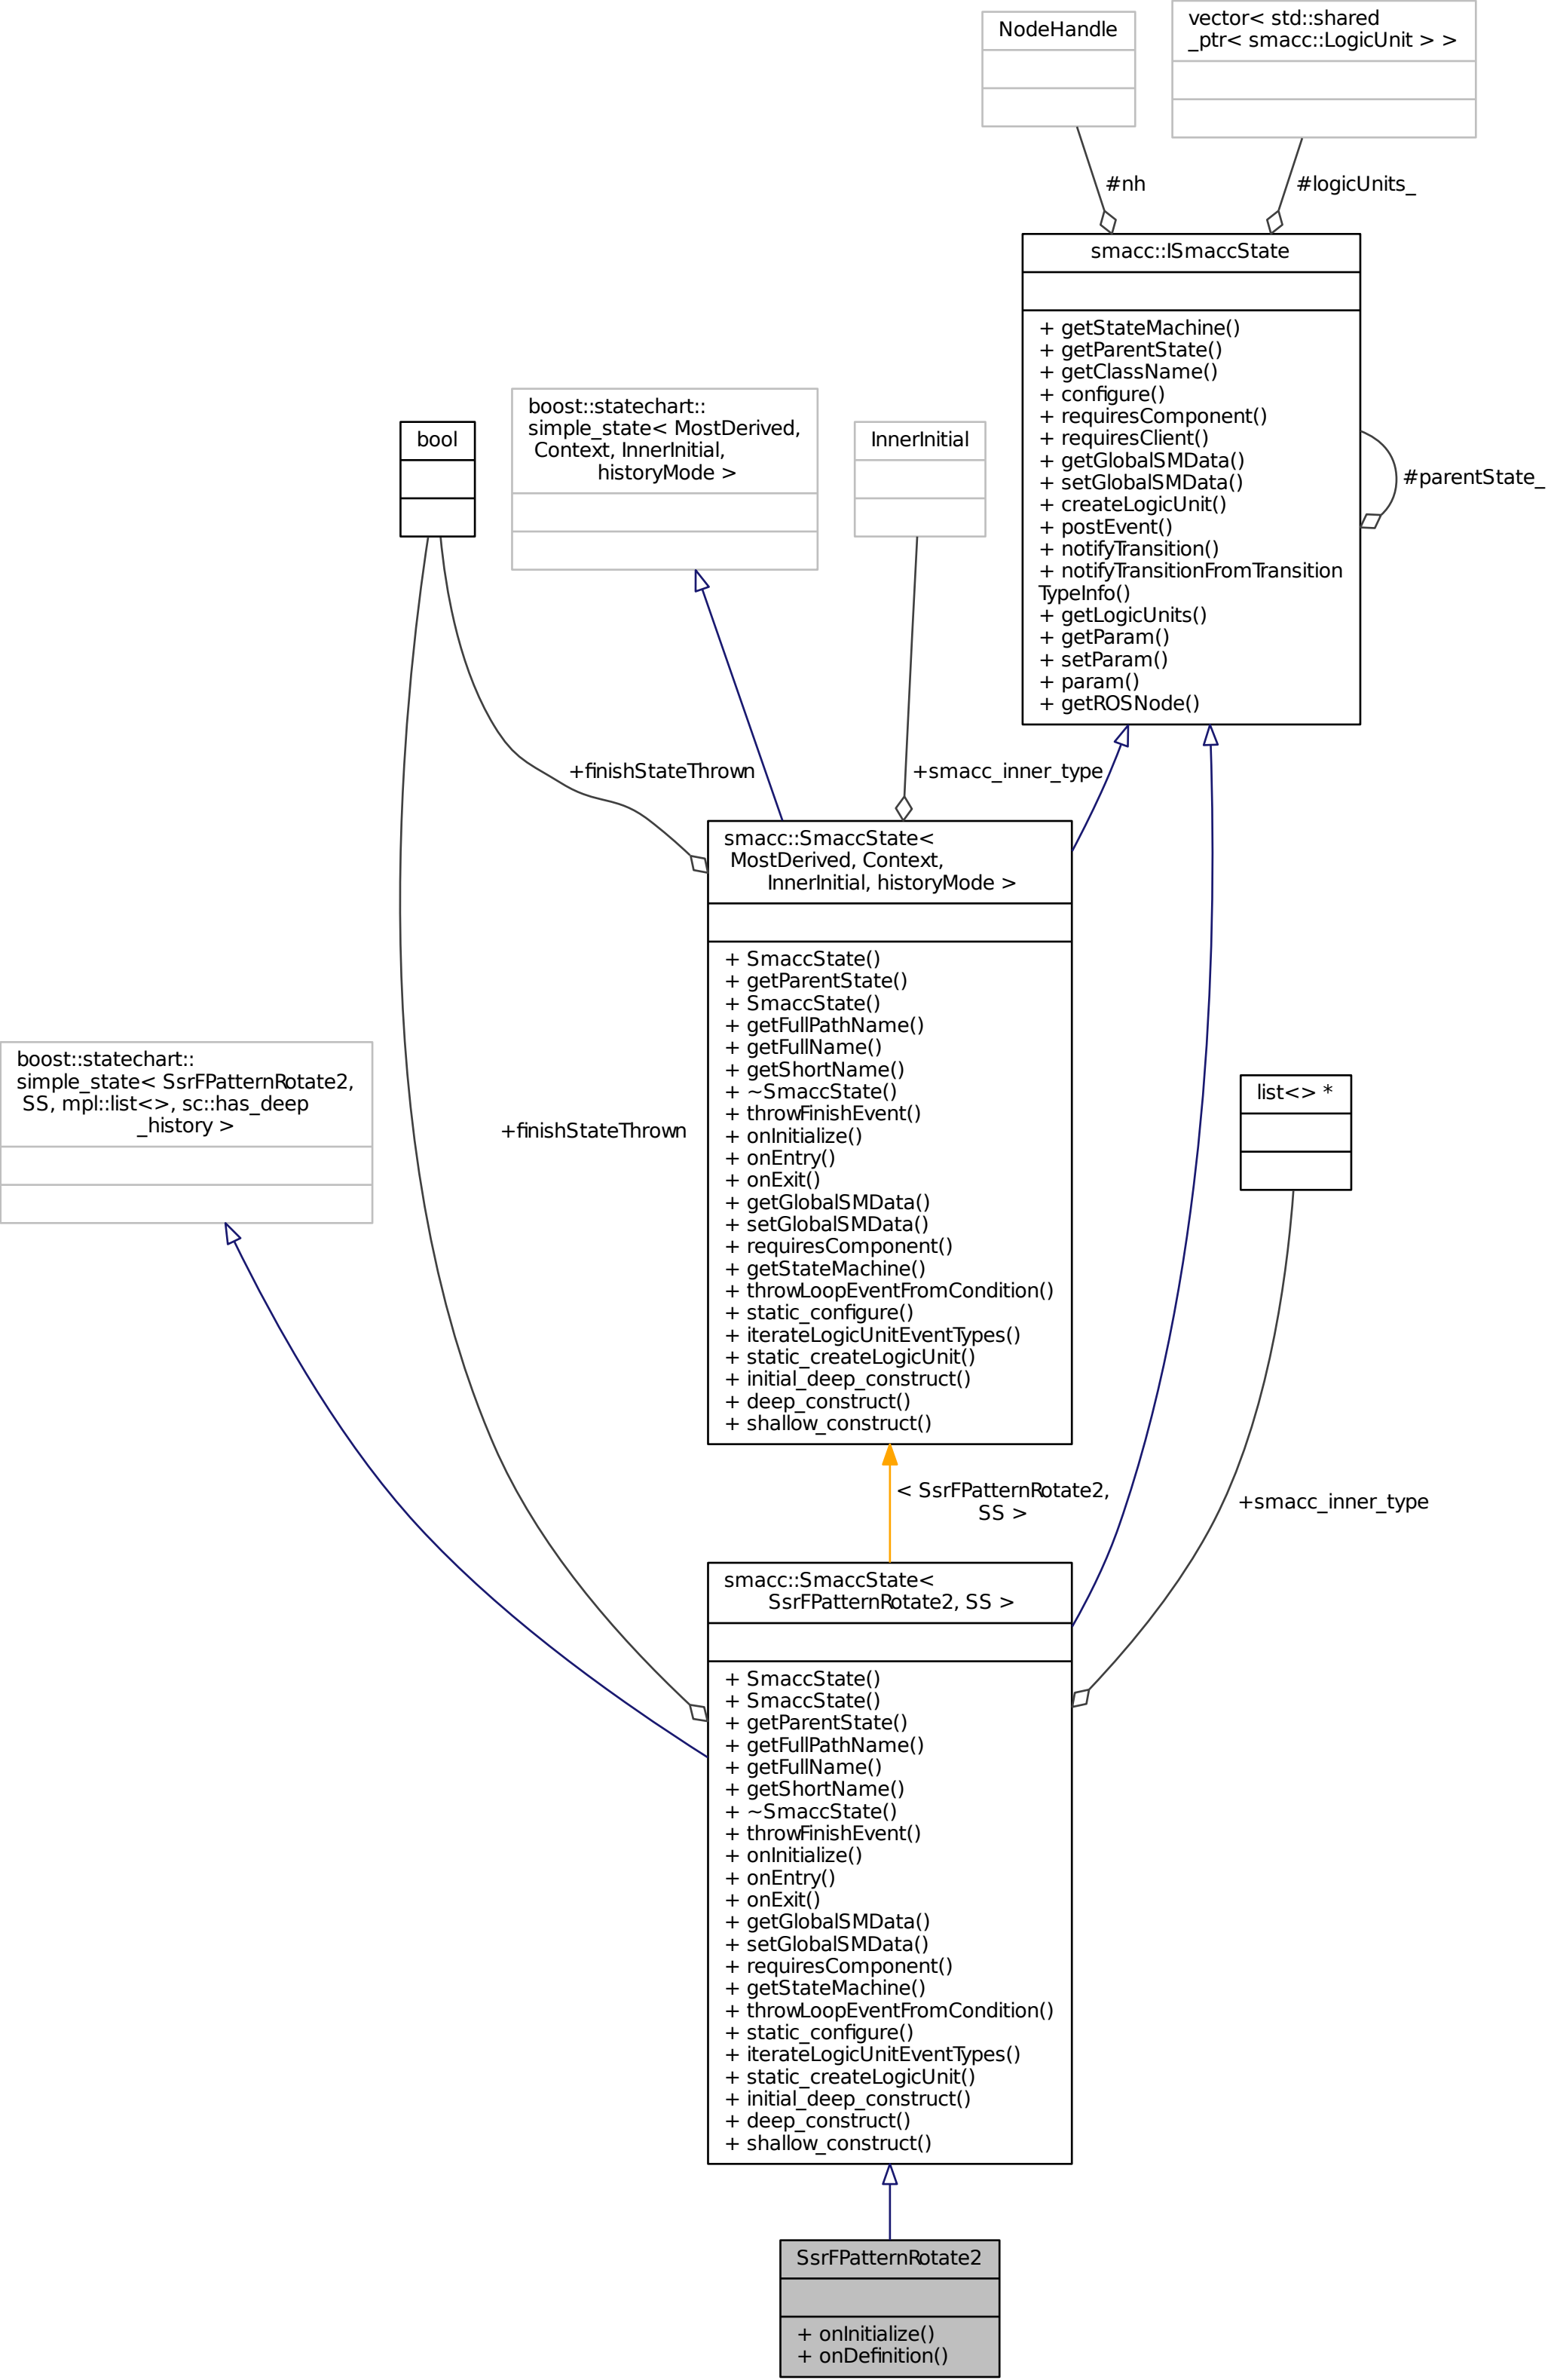 NodeHandle
vector< std::shared
_ptr< smacc::LogicUnit > >
#nh
#logicUnits_
smacc::ISmaccState
+ getStateMachine()
+ getParentState()
+ getClassName()
+ configure()
+ requiresComponent()
+ requiresClient()
+ getGlobalSMData()
+ setGlobalSMData()
+ createLogicUnit()
+ postEvent()
+ notifyTransition()
+ notifyTransitionFromTransition
TypeInfo()
+ getLogicUnits()
+ getParam()
+ setParam()
+ param()
+ getROSNode()
#parentState_
bool
boost::statechart::
simple_state< MostDerived,
Context, InnerInitial,
historyMode >
InnerInitial
+finishStateThrown
+smacc_inner_type
smacc::SmaccState<
MostDerived, Context,
InnerInitial, historyMode >
+ SmaccState()
+ getParentState()
+ SmaccState()
+ getFullPathName()
+ getFullName()
+ getShortName()
+ ~SmaccState()
+ throwFinishEvent()
+ onInitialize()
+ onEntry()
+ onExit()
+ getGlobalSMData()
+ setGlobalSMData()
+ requiresComponent()
+ getStateMachine()
+ throwLoopEventFromCondition()
+ static_configure()
+ iterateLogicUnitEventTypes()
+ static_createLogicUnit()
+ initial_deep_construct()
+ deep_construct()
+ shallow_construct()
boost::statechart::
simple_state< SsrFPatternRotate2,
SS, mpl::list<>, sc::has_deep
_history >
+finishStateThrown
list<> *
< SsrFPatternRotate2,
SS >
+smacc_inner_type
smacc::SmaccState<
SsrFPatternRotate2, SS >
+ SmaccState()
+ SmaccState()
+ getParentState()
+ getFullPathName()
+ getFullName()
+ getShortName()
+ ~SmaccState()
+ throwFinishEvent()
+ onInitialize()
+ onEntry()
+ onExit()
+ getGlobalSMData()
+ setGlobalSMData()
+ requiresComponent()
+ getStateMachine()
+ throwLoopEventFromCondition()
+ static_configure()
+ iterateLogicUnitEventTypes()
+ static_createLogicUnit()
+ initial_deep_construct()
+ deep_construct()
+ shallow_construct()
SsrFPatternRotate2
+ onInitialize()
+ onDefinition()